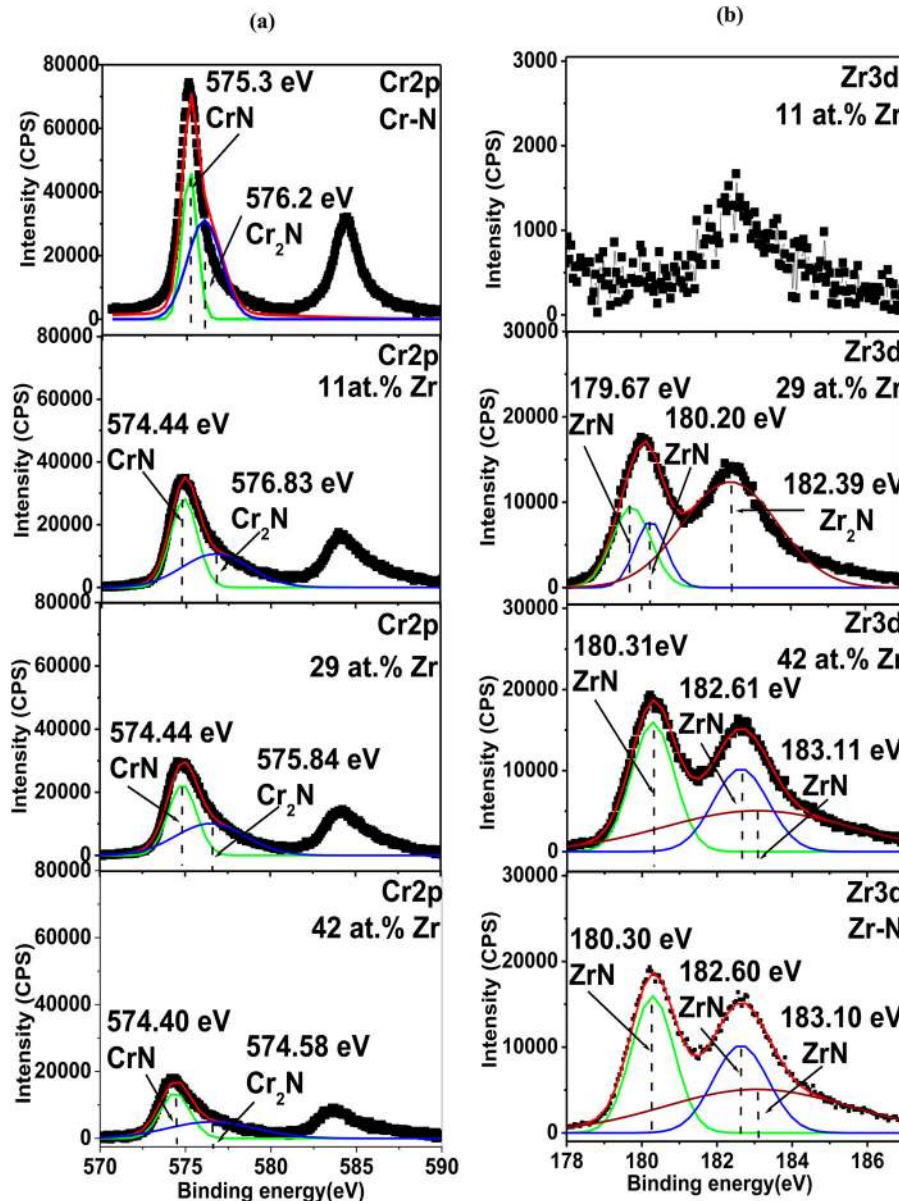 (a)
Intensity (CPS)
80000
60000
40000
20000
0
575.3 eV
CrN
576.2 eV
Cr₂N
Cr2p
Cr-N
Intensity (CPS)
80000
60000
40000
20000
0
574.44 eV
CrN
576.83 eV
Cr₂N
Cr2p
11at.% Zr
Intensity (CPS)
80000
60000
40000
20000
0
574.44 eV
CrN
575.84 eV
Cr₂N
Cr2p
29 at.% Zr
Intensity (CPS)
80000
60000
40000
20000
0
574.40 eV
CrN
574.58 eV
Cr₂N
Cr2p
42 at.% Zr
570 575 580 585 590
Binding energy(eV)
(b)
Intensity (CPS)
3000
2000
1000
0
Zr3d
11 at.% Zr
Intensity (CPS)
30000
20000
10000
0
179.67 eV
ZrN
180.20 eV
ZrN
182.39 eV
Zr₂N
Zr3d
29 at.% Zr
Intensity (CPS)
30000
20000
10000
0
180.31eV
ZrN
182.61 eV
ZrN
183.11 eV
ZrN
Zr3d
42 at.% Zr
Intensity (CPS)
30000
20000
10000
0
180.30 eV
ZrN
182.60 eV
ZrN
183.10 eV
ZrN
Zr3d
Zr-N
178 180 182 184 186
Binding energy(eV)